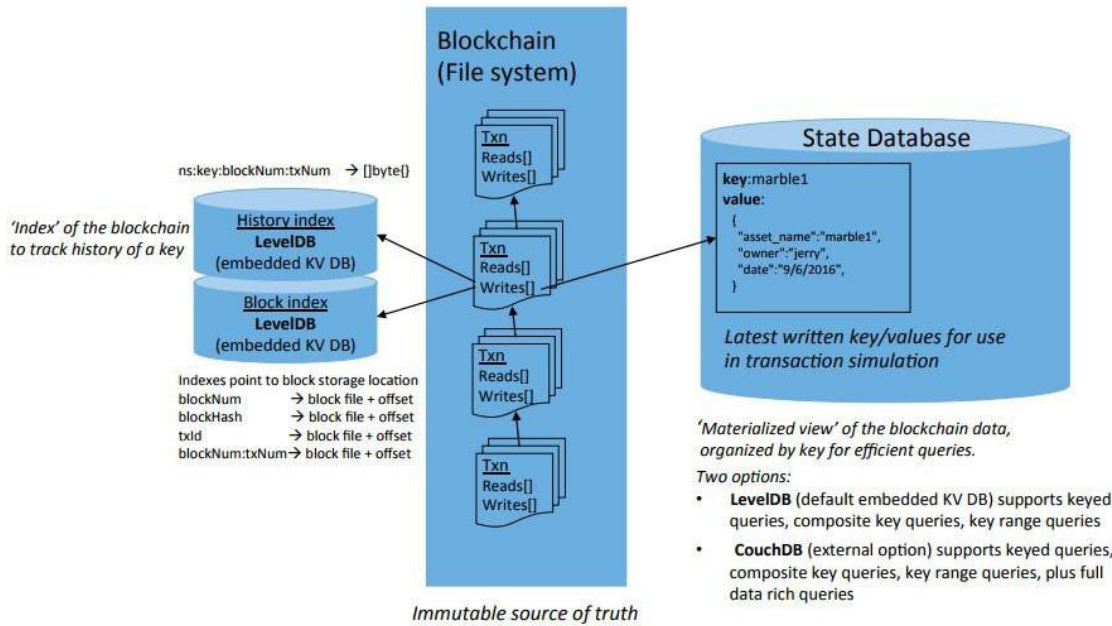 Blockchain
(File system)
Txn
Reads[]
Writes[]
Txn
Reads[]
Writes[]
Txn
Reads[]
Writes[]
Txn
Reads[]
Writes[]
Immutable source of truth
ns:key:blockNum:txNum → []byte{}
‘Index’ of the blockchain
to track history of a key
History index
LevelDB
(embedded KV DB)
Block index
LevelDB
(embedded KV DB)
Indexes point to block storage location
blockNum → block file + offset
blockHash → block file + offset
txId → block file + offset
blockNum:txNum→ block file + offset
State Database
key:marble1
value:
{
"asset_name":"marble1",
"owner":"jerry",
"date":"9/6/2016",
}
Latest written key/values for use
in transaction simulation
‘Materialized view’ of the blockchain data,
organized by key for efficient queries.
Two options:
• LevelDB (default embedded KV DB) supports keyed
queries, composite key queries, key range queries
• CouchDB (external option) supports keyed queries,
composite key queries, key range queries, plus full
data rich queries